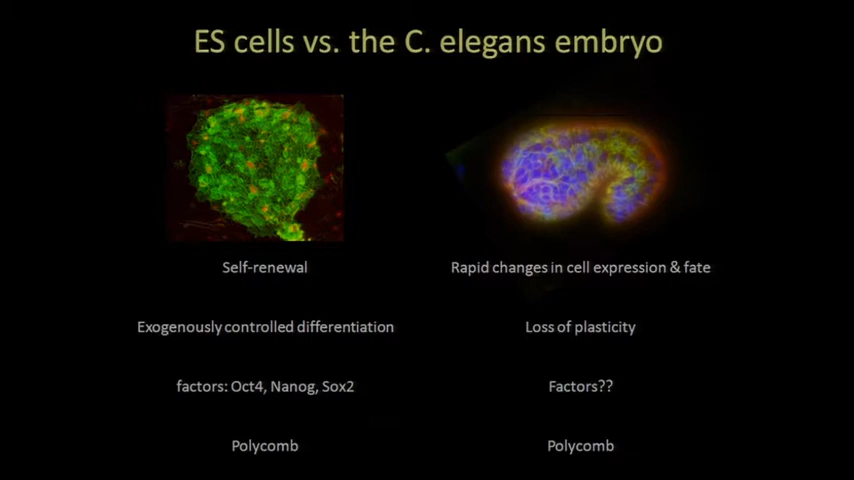 ES cells vs. the C. elegans embryo
Self-renewal
Rapid changes in cell expression & fate
Exogenously controlled differentiation
Loss of plasticity
factors: Oct4, Nanog, Sox2
Factors??
Polycomb
Polycomb